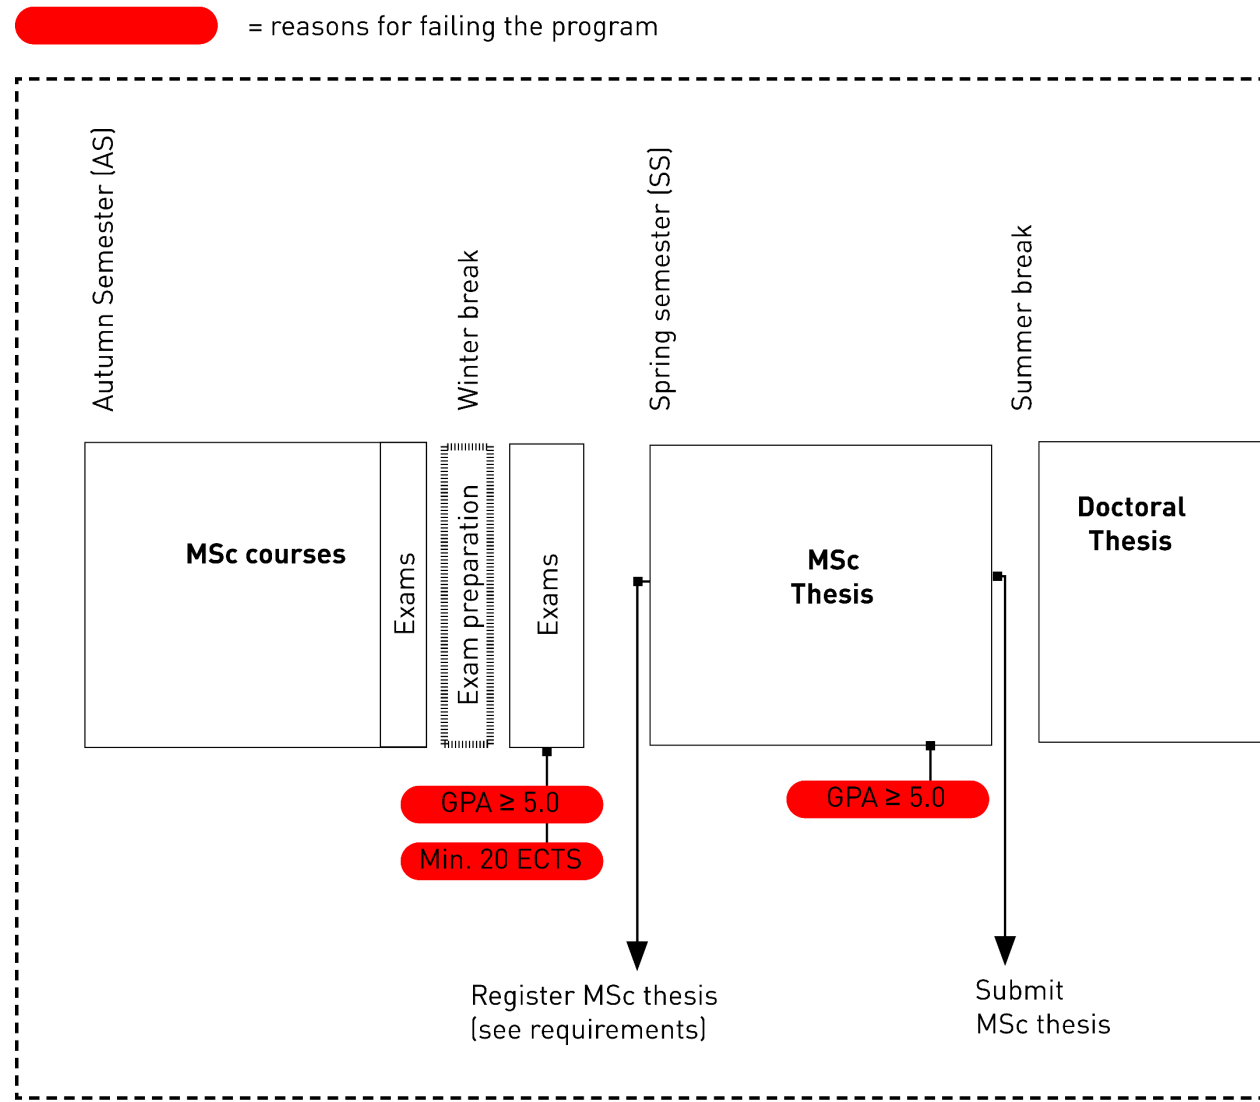 = reasons for failing the program
Autumn Semester (AS)
Winter break
Spring semester (SS)
Summer break
MSc courses
Exams
Exam preparation
Exams
MSc
Thesis
Doctoral
Thesis
GPA ≥ 5.0
Min. 20 ECTS
GPA ≥ 5.0
Register MSc thesis
(see requirements)
Submit
MSc thesis